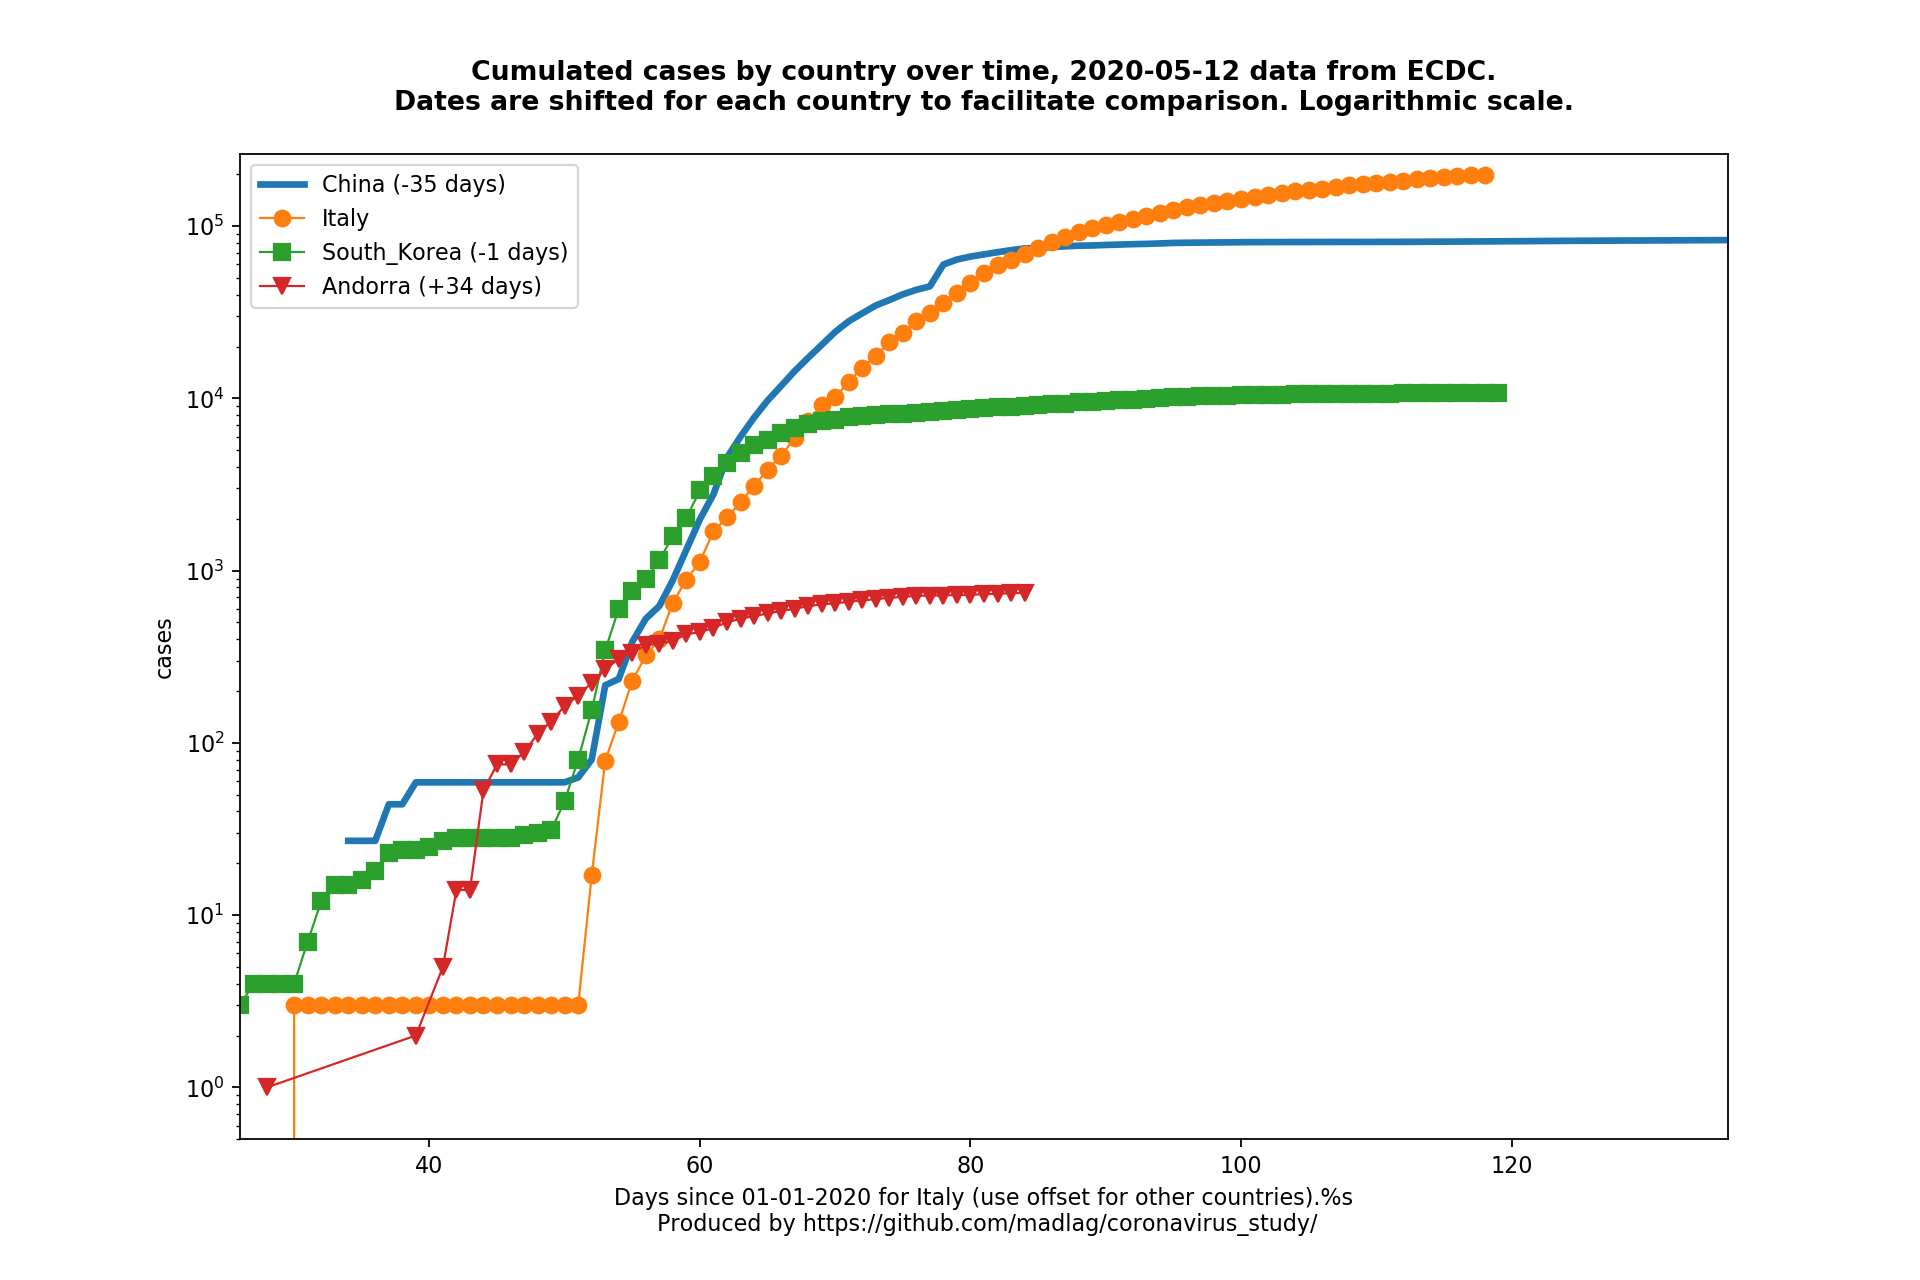 Cumulated cases by country over time, 2020-05-12 data from ECDC.
Dates are shifted for each country to facilitate comparison. Logarithmic scale.
China (-35 days)
Italy
South_Korea (-1 days)
Andorra (+34 days)
10^5
10^4
10^3
10^2
10^1
10^0
cases
40 60 80 100 120
Days since 01-01-2020 for Italy (use offset for other countries).%s
Produced by https://github.com/madlag/coronavirus_study/